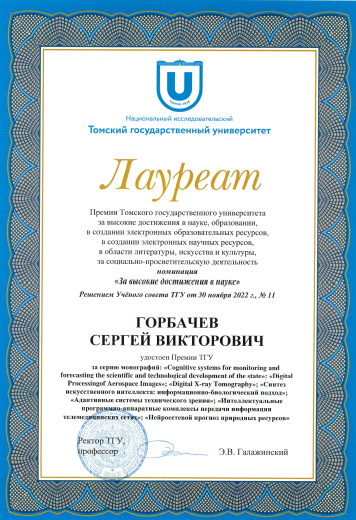 Национальный исследовательский
Томский государственный университет
Лауреат
Премии Томского государственного университета
за высокие достижения в науке, образовании,
в создании электронных образовательных ресурсов,
в создании электронных научных ресурсов,
в области литературы, искусства и культуры,
за социально-просветительскую деятельность
номинация
«За высокие достижения в науке»
Решением Учёного совета ТГУ от 30 ноября 2022 г., № 11
ГОРБАЧЕВ
СЕРГЕЙ ВИКТОРОВИЧ
удостоен Премии ТГУ
за серию монографий: «Cognitive systems for monitoring and
forecasting the scientific and technological development of the state»; «Digital
Processingof Aerospace Images»; «Digital X-ray Tomography»; «Синтез
искусственного интеллекта: информационно-биологический подход»;
«Адаптивные системы технического зрения»; «Интеллектуальные
программно-аппаратные комплексы передачи информации
телемедицинских сетях»; «Нейросетевой прогноз природных ресурсов»
Ректор ТГУ,
профессор
Э.В. Галажинский